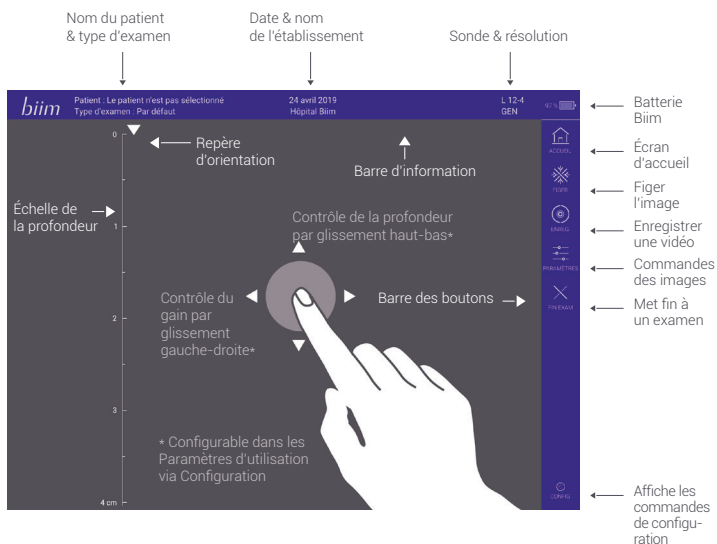 Nom du patient
& type d'examen
Date & nom
de l'établissement
Sonde & résolution
biim
Patient : Le patient n'est pas sélectionné
Type d'examen : Par défaut
24 avril 2019
Hôpital Biim
L 12-4
GEN
97 %
Batterie
Biim
0
Repère
d'orientation
Barre d'information
ACCUEIL
Écran
d'accueil
FIGER
Figer
l'image
Échelle de
la profondeur
1
Contrôle de la profondeur
par glissement haut-bas*
ENREG.
Enregistrer
une vidéo
PARAMÈTRES
Commandes
des images
Contrôle du
gain par
glissement
gauche-droite*
Barre des boutons
FIN EXAM
Met fin à
un examen
2
3
* Configurable dans les
Paramètres d'utilisation
via Configuration
4 cm
CONFIG
Affiche les
commandes
de configu-
ration